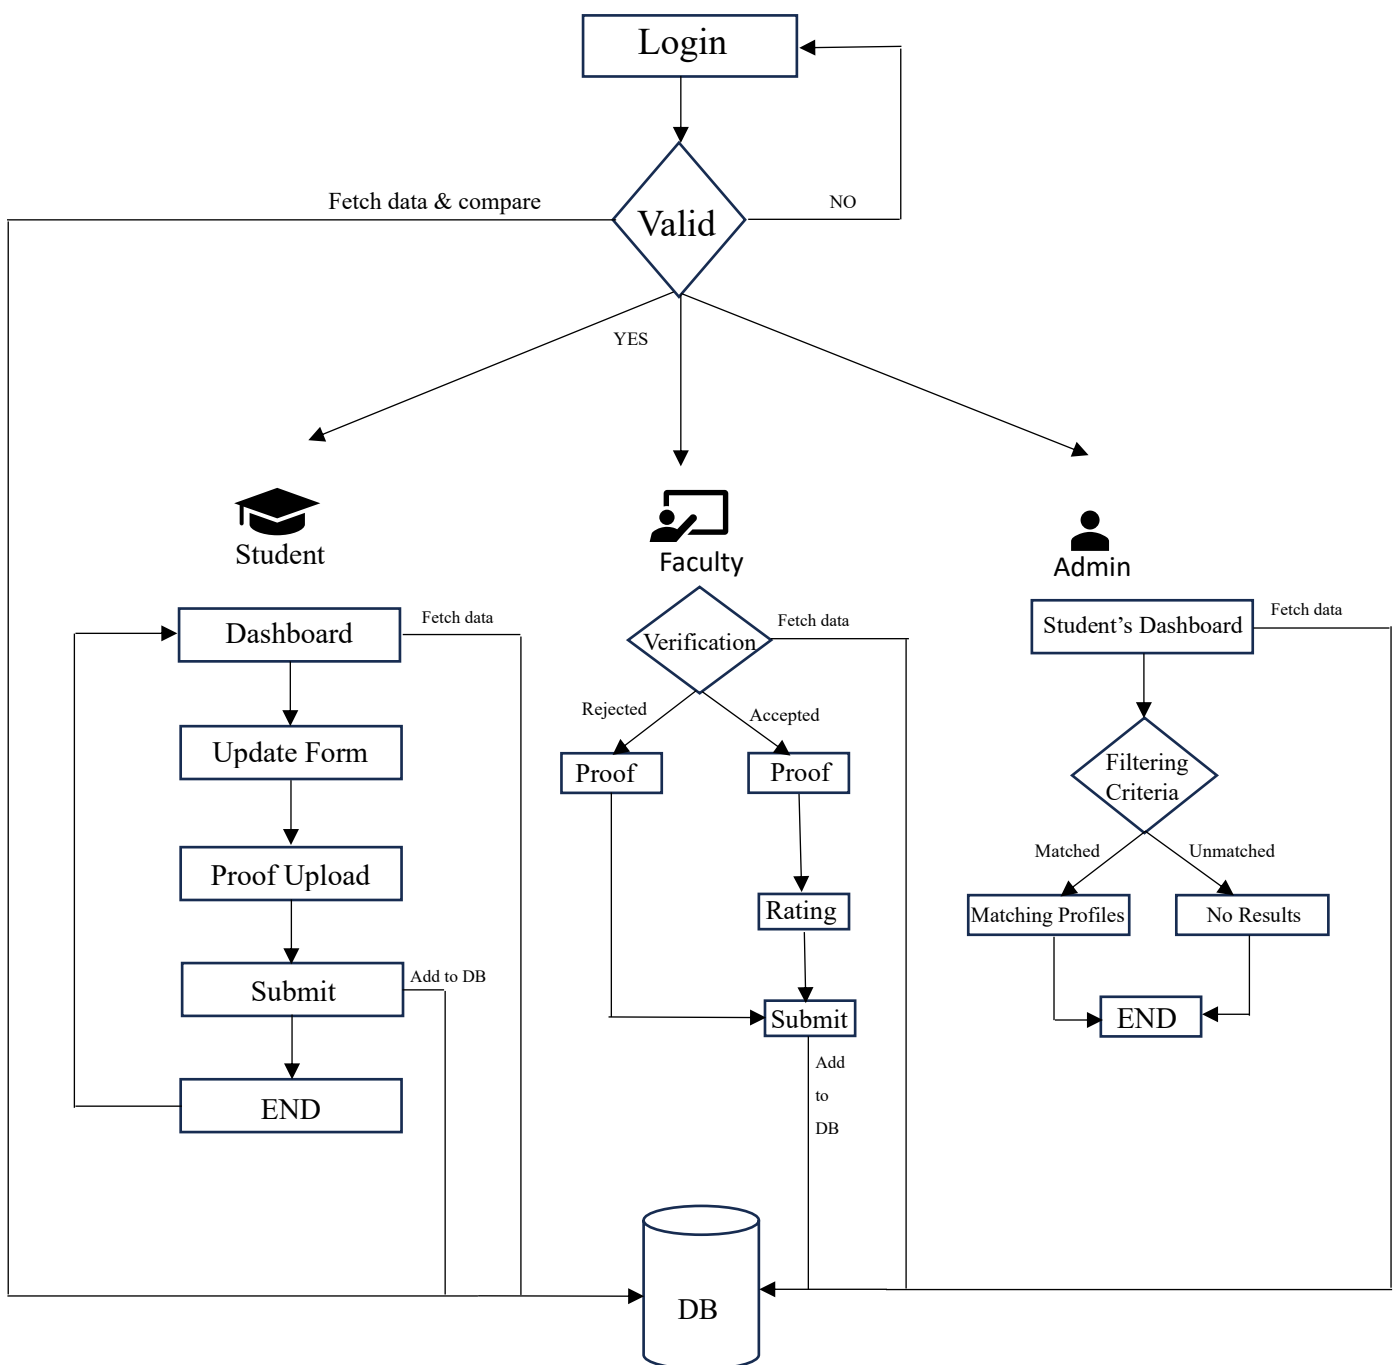 Login
Fetch data & compare
NO
Valid
YES
Student
Faculty
Admin
Dashboard
Fetch data
Update Form
Proof Upload
Submit
Add to DB
END
Verification
Fetch data
Rejected
Accepted
Proof
Proof
Rating
Submit
Add
to
DB
Student’s Dashboard
Fetch data
Filtering
Criteria
Matched
Unmatched
Matching Profiles
No Results
END
DB